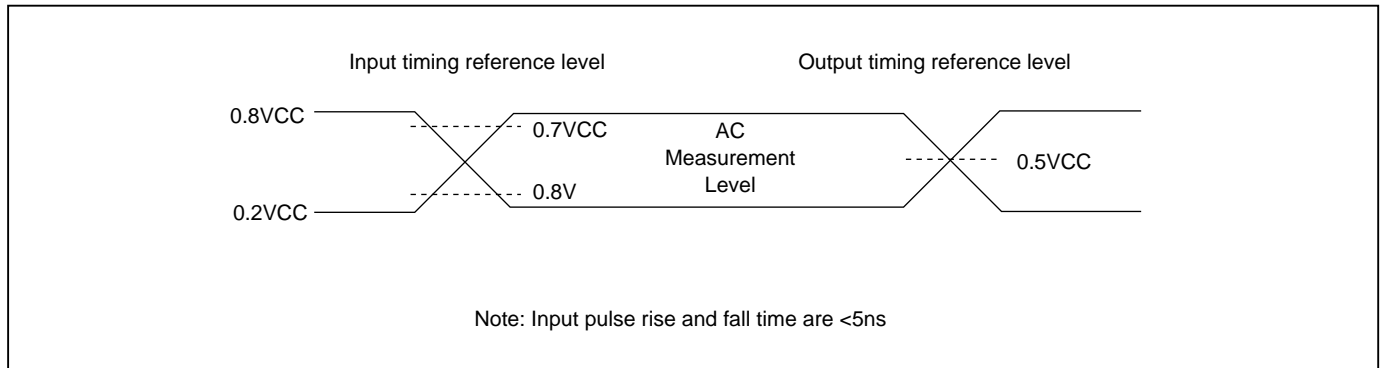 Input timing reference level
Output timing reference level
0.8VCC
0.7VCC
AC
Measurement
Level
0.5VCC
0.8V
0.2VCC
Note: Input pulse rise and fall time are <5ns